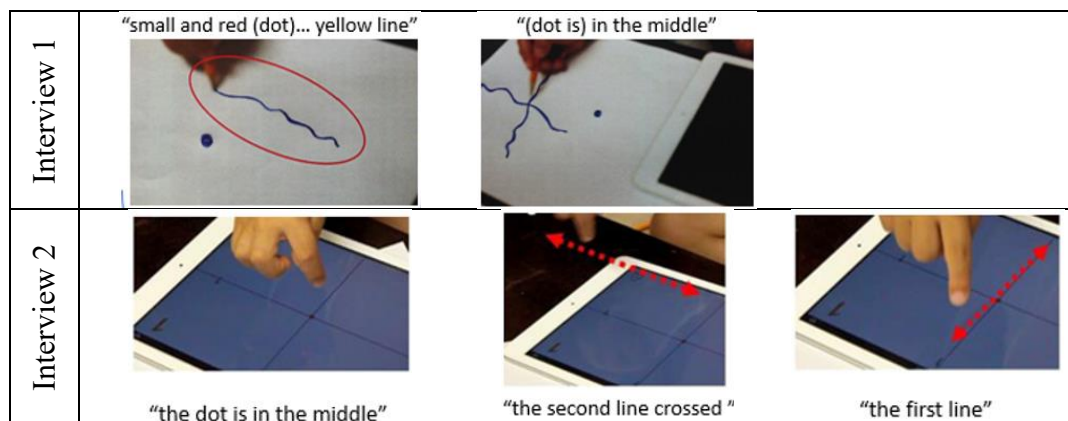 Interview 1
“small and red (dot)... yellow line”
“(dot is) in the middle”
Interview 2
“the dot is in the middle”
“the second line crossed ”
“the first line”